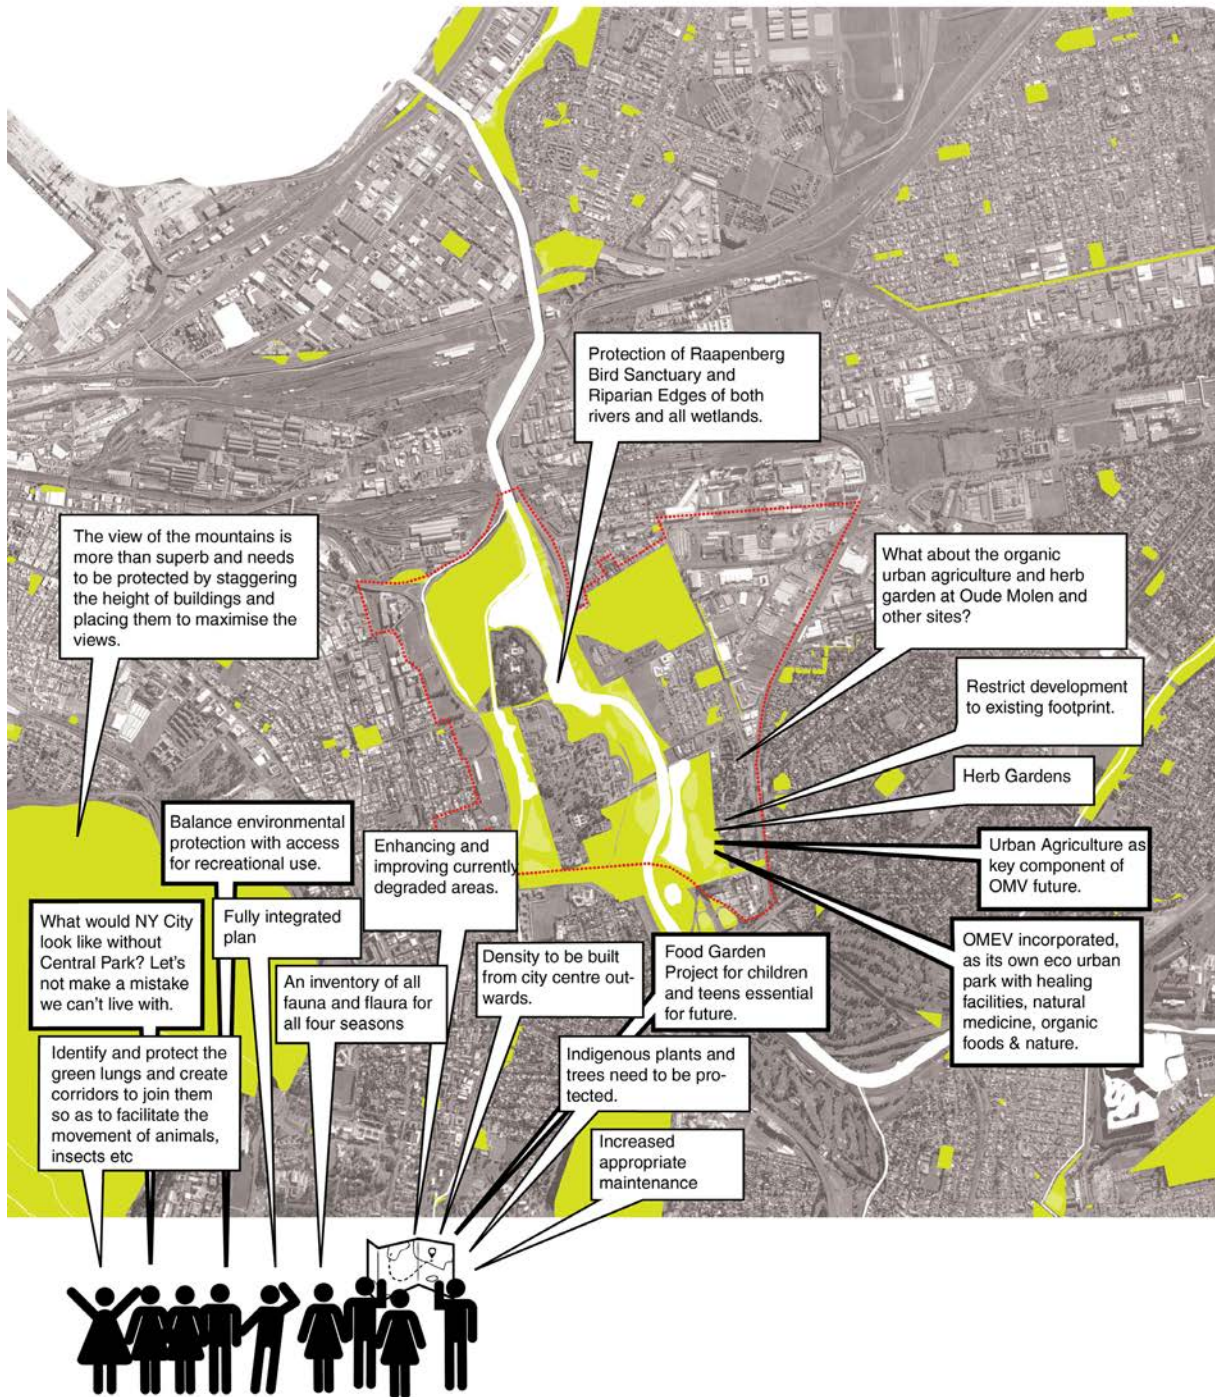 Protection of Raapenberg
Bird Sanctuary and
Riparian Edges of both
rivers and all wetlands.
The view of the mountains is
more than superb and needs
to be protected by staggering
the height of buildings and
placing them to maximise the
views.
What about the organic
urban agriculture and herb
garden at Oude Molen and
other sites?
Restrict development
to existing footprint.
Herb Gardens
Balance environmental
protection with access
for recreational use.
Enhancing and
improving currently
degraded areas.
Urban Agriculture as
key component of
OMV future.
What would NY City
look like without
Central Park? Let's
not make a mistake
we can't live with.
Fully integrated
plan
An inventory of all
fauna and flaura for
all four seasons
Density to be built
from city centre out-
wards.
Food Garden
Project for children
and teens essential
for future.
OMEV incorporated,
as its own eco urban
park with healing
facilities, natural
medicine, organic
foods & nature.
Identify and protect the
green lungs and create
corridors to join them
so as to facilitate the
movement of animals,
insects etc
Indigenous plants and
trees need to be pro-
tected.
Increased
appropriate
maintenance